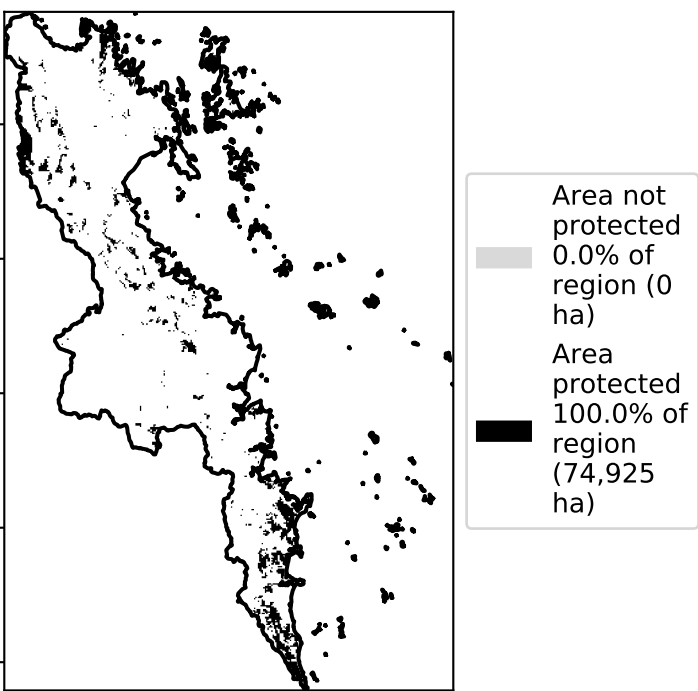 Area not
protected
0.0% of
region (0
ha)
Area
protected
100.0% of
region
(74,925
ha)